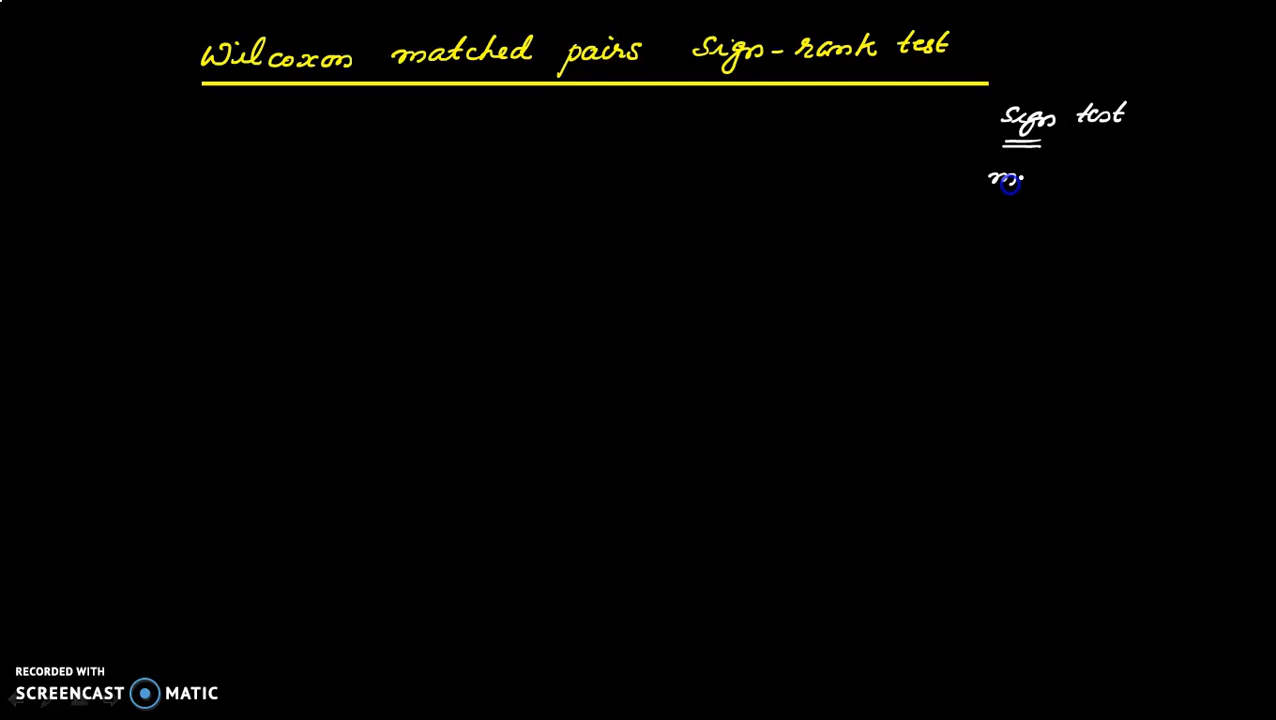 Wilcoxon matched pairs Sign-rank test
Sign test
RECORDED WITH
SCREENCAST MATIC